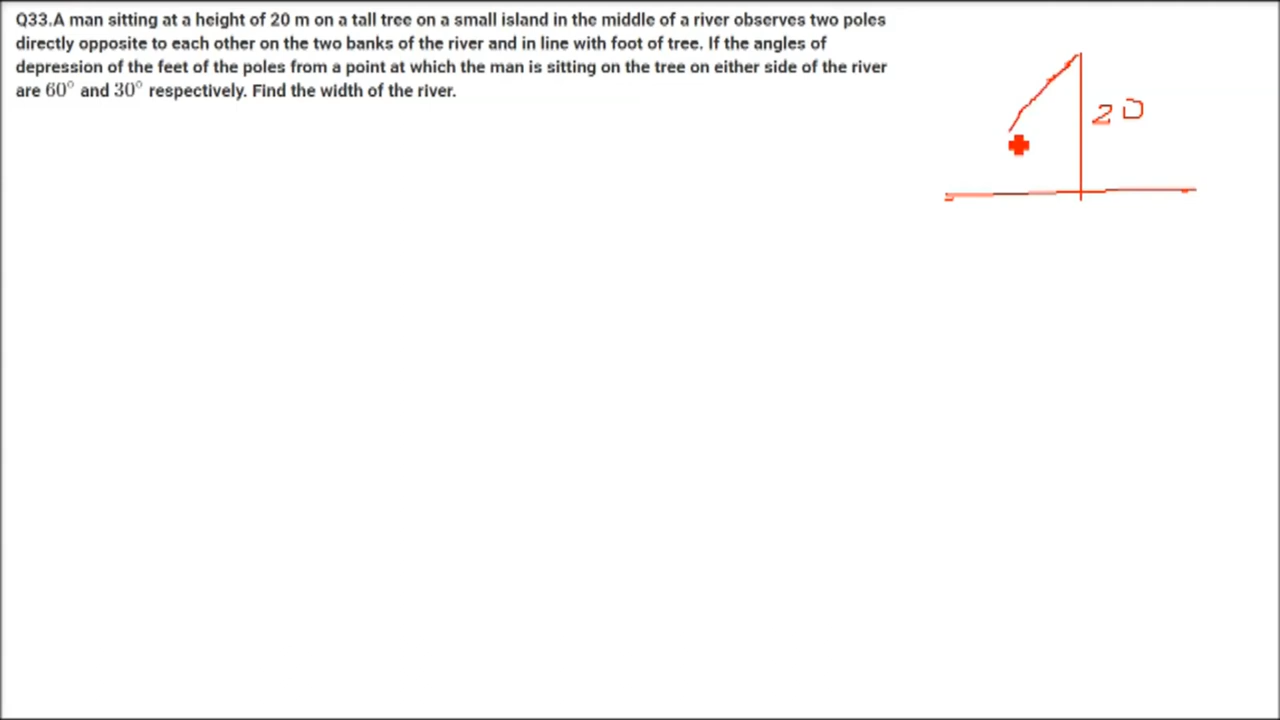 Q33.A man sitting at a height of 20 m on a tall tree on a small island in the middle of a river observes two poles
directly opposite to each other on the two banks of the river and in line with foot of tree. If the angles of
depression of the feet of the poles from a point at which the man is sitting on the tree on either side of the river
are 60° and 30° respectively. Find the width of the river.
20